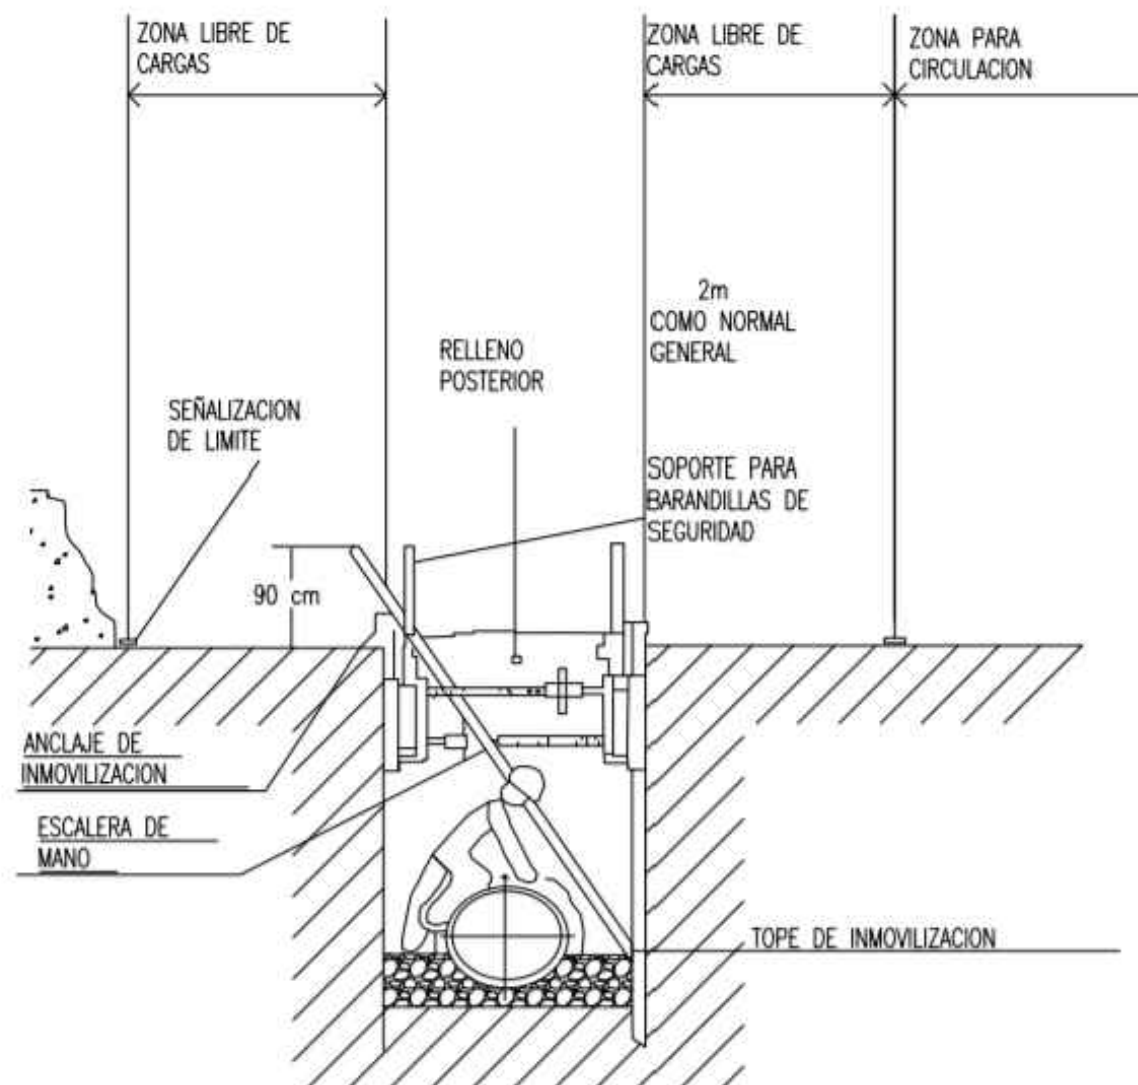 ZONA LIBRE DE
CARGAS
ZONA LIBRE DE
CARGAS
ZONA PARA
CIRCULACION
2m
COMO NORMAL
GENERAL
RELLENO
POSTERIOR
SEÑALIZACION
DE LIMITE
SOPORTE PARA
BARANDILLAS DE
SEGURIDAD
90 cm
ANCLAJE DE
INMOVILIZACION
ESCALERA DE
MANO
TOPE DE INMOVILIZACION